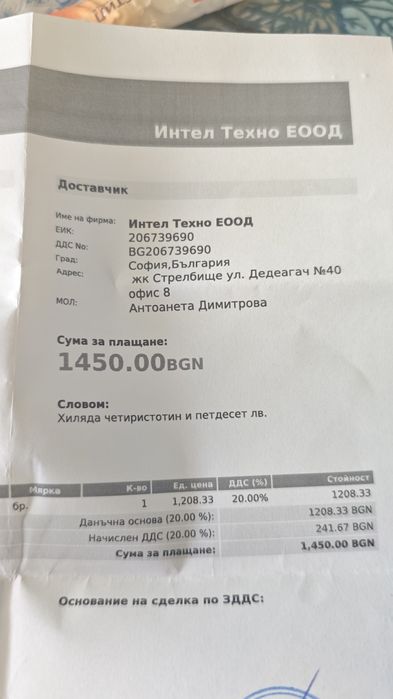 Интел Техно ЕООД
Доставчик
Име на фирма: Интел Техно ЕООД
ЕИК: 206739690
ДДС No: BG206739690
Град: София,България
Адрес: жк Стрелбище ул. Дедеагач №40
офис 8
МОЛ: Антоанета Димитрова
Сума за плащане:
1450.00BGN
Словом:
Хиляда четиристотин и петдесет лв.
Мярка К-во Ед. цена ДДС (%) Стойност
бр. 1 1,208.33 20.00% 1208.33
Данъчна основа (20.00 %): 1208.33 BGN
Начислен ДДС (20.00 %): 241.67 BGN
Сума за плащане: 1,450.00 BGN
Основание на сделка по ЗДДС: